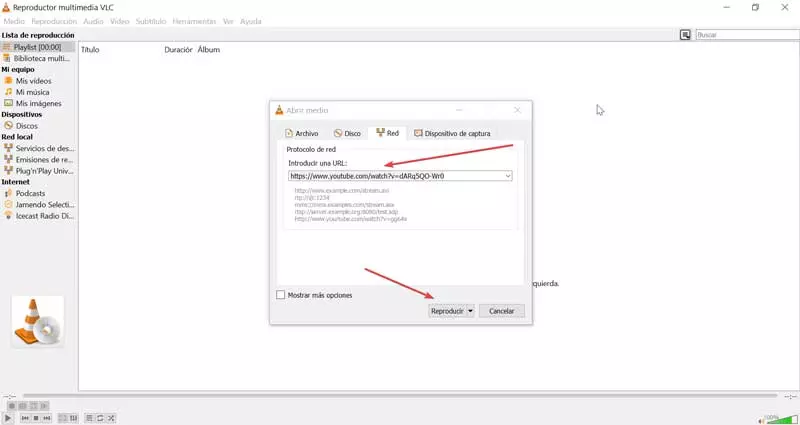 Reproductor multimedia VLC
Medio Reproducción Audio Vídeo Subtítulo Herramientas Ver Ayuda
Lista de reproducción
Buscar
Playlist [00:00]
Título Duración Álbum
Biblioteca multi...
Mi equipo
Mis vídeos
Mi música
Mis imágenes
Dispositivos
Discos
Red local
Servicios de des...
Emisiones de re...
Plug'n'Play Univ...
Internet
Podcasts
Jamendo Selecti...
Icecast Radio Di...
Abrir medio
Archivo Disco Red Dispositivo de captura
Protocolo de red
Introducir una URL:
https://www.youtube.com/watch?v=dARq5QO-Wr0
http://www.example.com/stream.avi
rtp://@:1234
mms://mms.examples.com/stream.asx
rtsp://server.example.org:8080/test.sdp
http://www.yourtube.com/watch?v=gg64x
quierda.
Mostrar más opciones
Reproducir Cancelar
--:-- --:--
100%